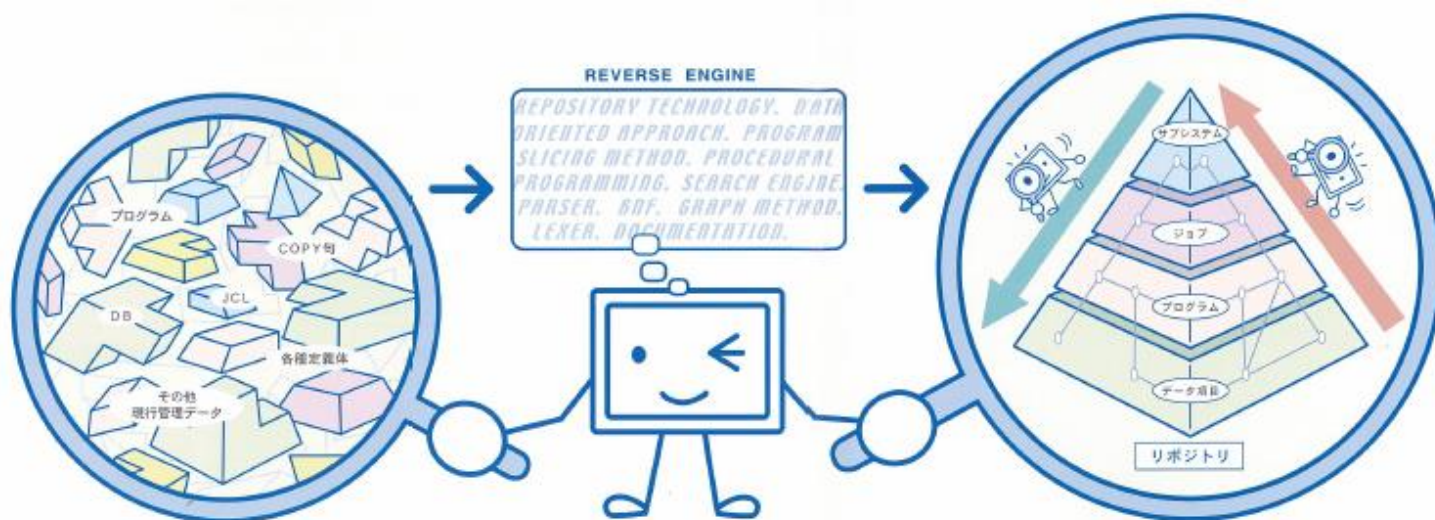 プログラム
COPY句
DB
JCL
各種定義体
その他
現行管理データ
REVERSE ENGINE
REPOSITORY TECHNOLOGY. DATA
ORIENTED APPROACH. PROGRAM
SLICING METHOD. PROCEDURAL
PROGRAMMING. SEARCH ENGINE.
PARSER. BNF. GRAPH METHOD.
LEXER. DOCUMENTATION.
サブシステム
ジョブ
プログラム
データ項目
リポジトリ